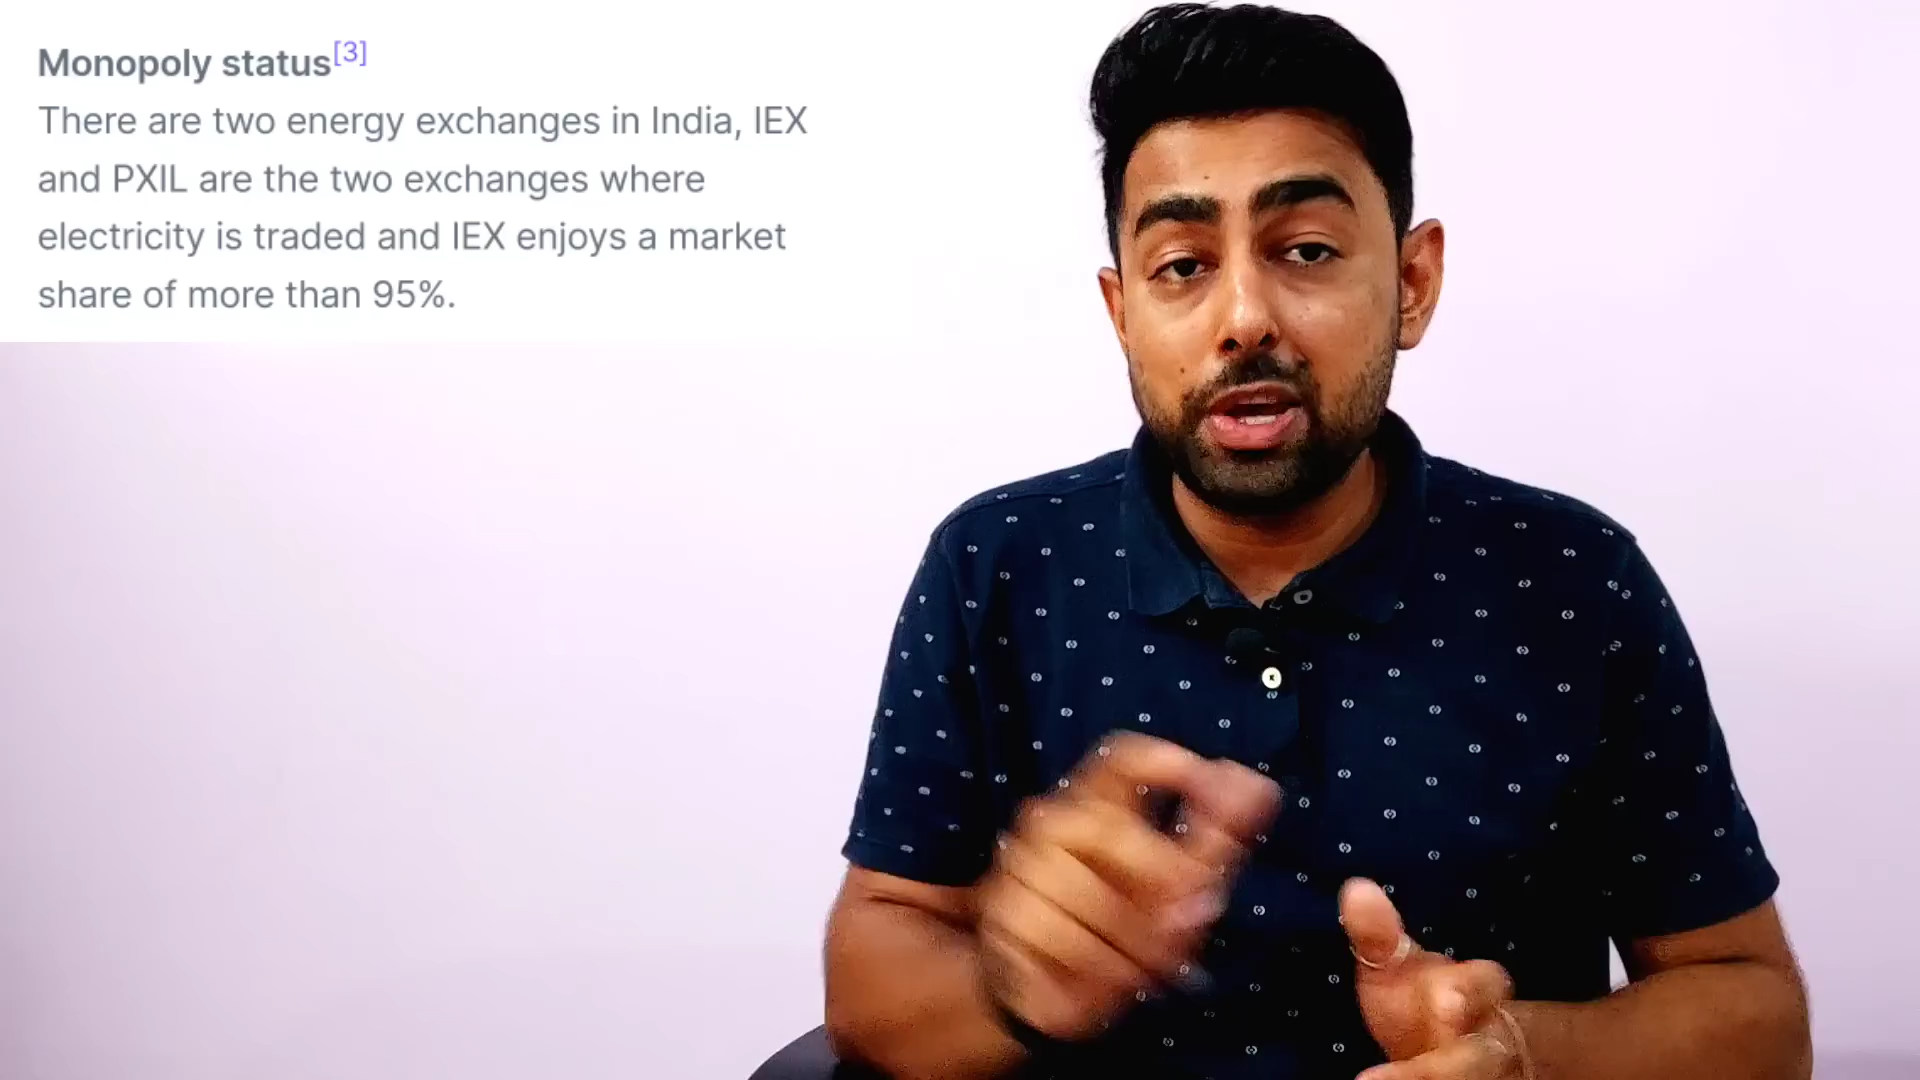 Monopoly status[3]
There are two energy exchanges in India, IEX
and PXIL are the two exchanges where
electricity is traded and IEX enjoys a market
share of more than 95%.